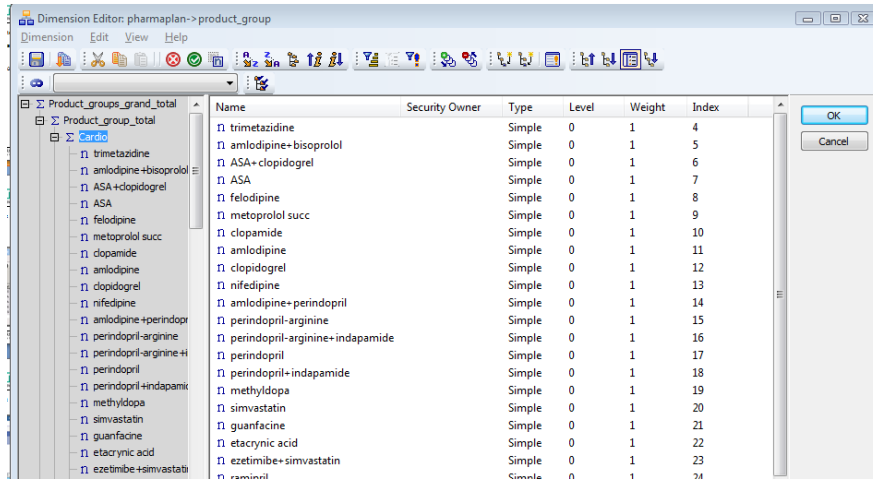 Dimension Editor: pharmaplan->product_group
Dimension Edit View Help
Product_groups_grand_total
Product_group_total
Cardio
n trimetazidine
n amlodipine+bisoprolol
n ASA+clopidogrel
n ASA
n felodipine
n metoprolol succ
n clopamide
n amlodipine
n clopidogrel
n nifedipine
n amlodipine+perindopr
n perindopril-arginine
n perindopril-arginine+i
n perindopril
n perindopril+indapamid
n methyldopa
n simvastatin
n guanfacine
n etacrynic acid
n ezetimibe+simvastati
Name Security Owner Type Level Weight Index
n trimetazidine Simple 0 1 4
n amlodipine+bisoprolol Simple 0 1 5
n ASA+clopidogrel Simple 0 1 6
n ASA Simple 0 1 7
n felodipine Simple 0 1 8
n metoprolol succ Simple 0 1 9
n clopamide Simple 0 1 10
n amlodipine Simple 0 1 11
n clopidogrel Simple 0 1 12
n nifedipine Simple 0 1 13
n amlodipine+perindopril Simple 0 1 14
n perindopril-arginine Simple 0 1 15
n perindopril-arginine+indapamide Simple 0 1 16
n perindopril Simple 0 1 17
n perindopril+indapamide Simple 0 1 18
n methyldopa Simple 0 1 19
n simvastatin Simple 0 1 20
n guanfacine Simple 0 1 21
n etacrynic acid Simple 0 1 22
n ezetimibe+simvastatin Simple 0 1 23
n ramipril Simple 0 1 24
OK
Cancel